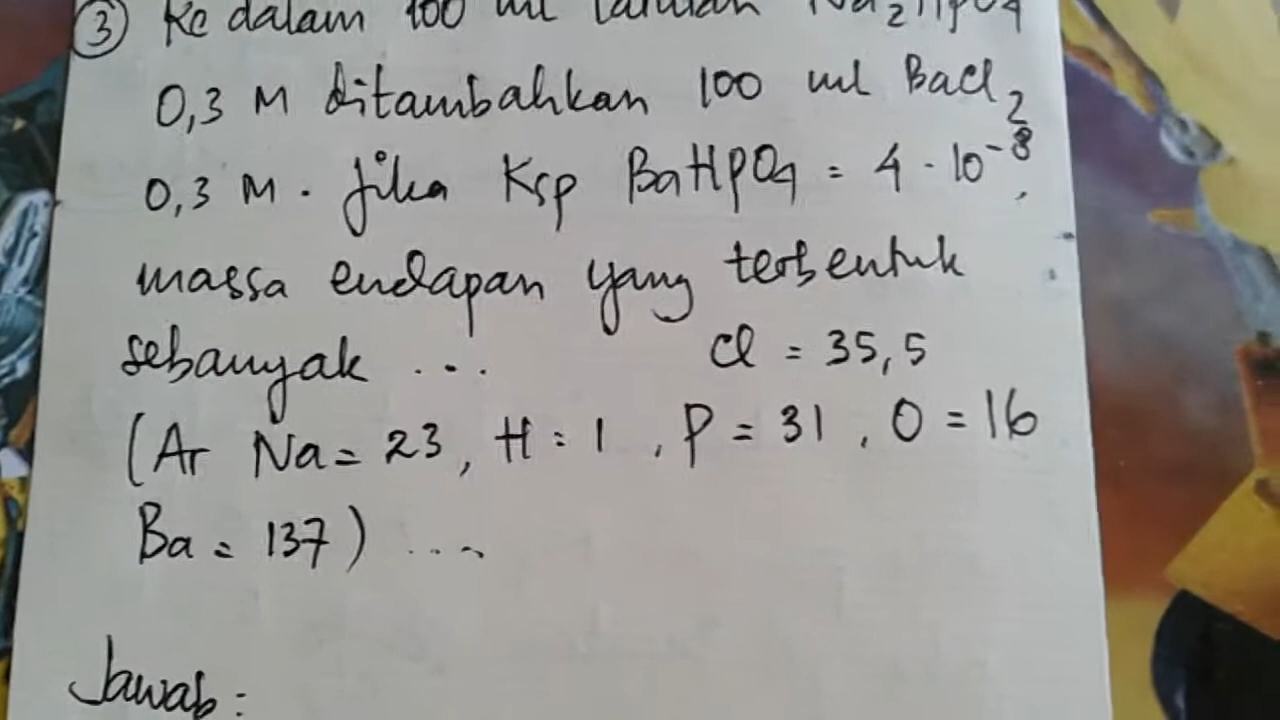 ③ Ke dalam 100 ml larutan Na₂HPO₄
0,3 M ditambahkan 100 ml BaCl₂
0,3 M. Jika Ksp BaHPO₄ = 4 · 10⁻⁸,
massa endapan yang terbentuk
sebanyak ... Cl = 35,5
(Ar Na = 23, H = 1, P = 31, O = 16
Ba = 137) ....
Jawab: